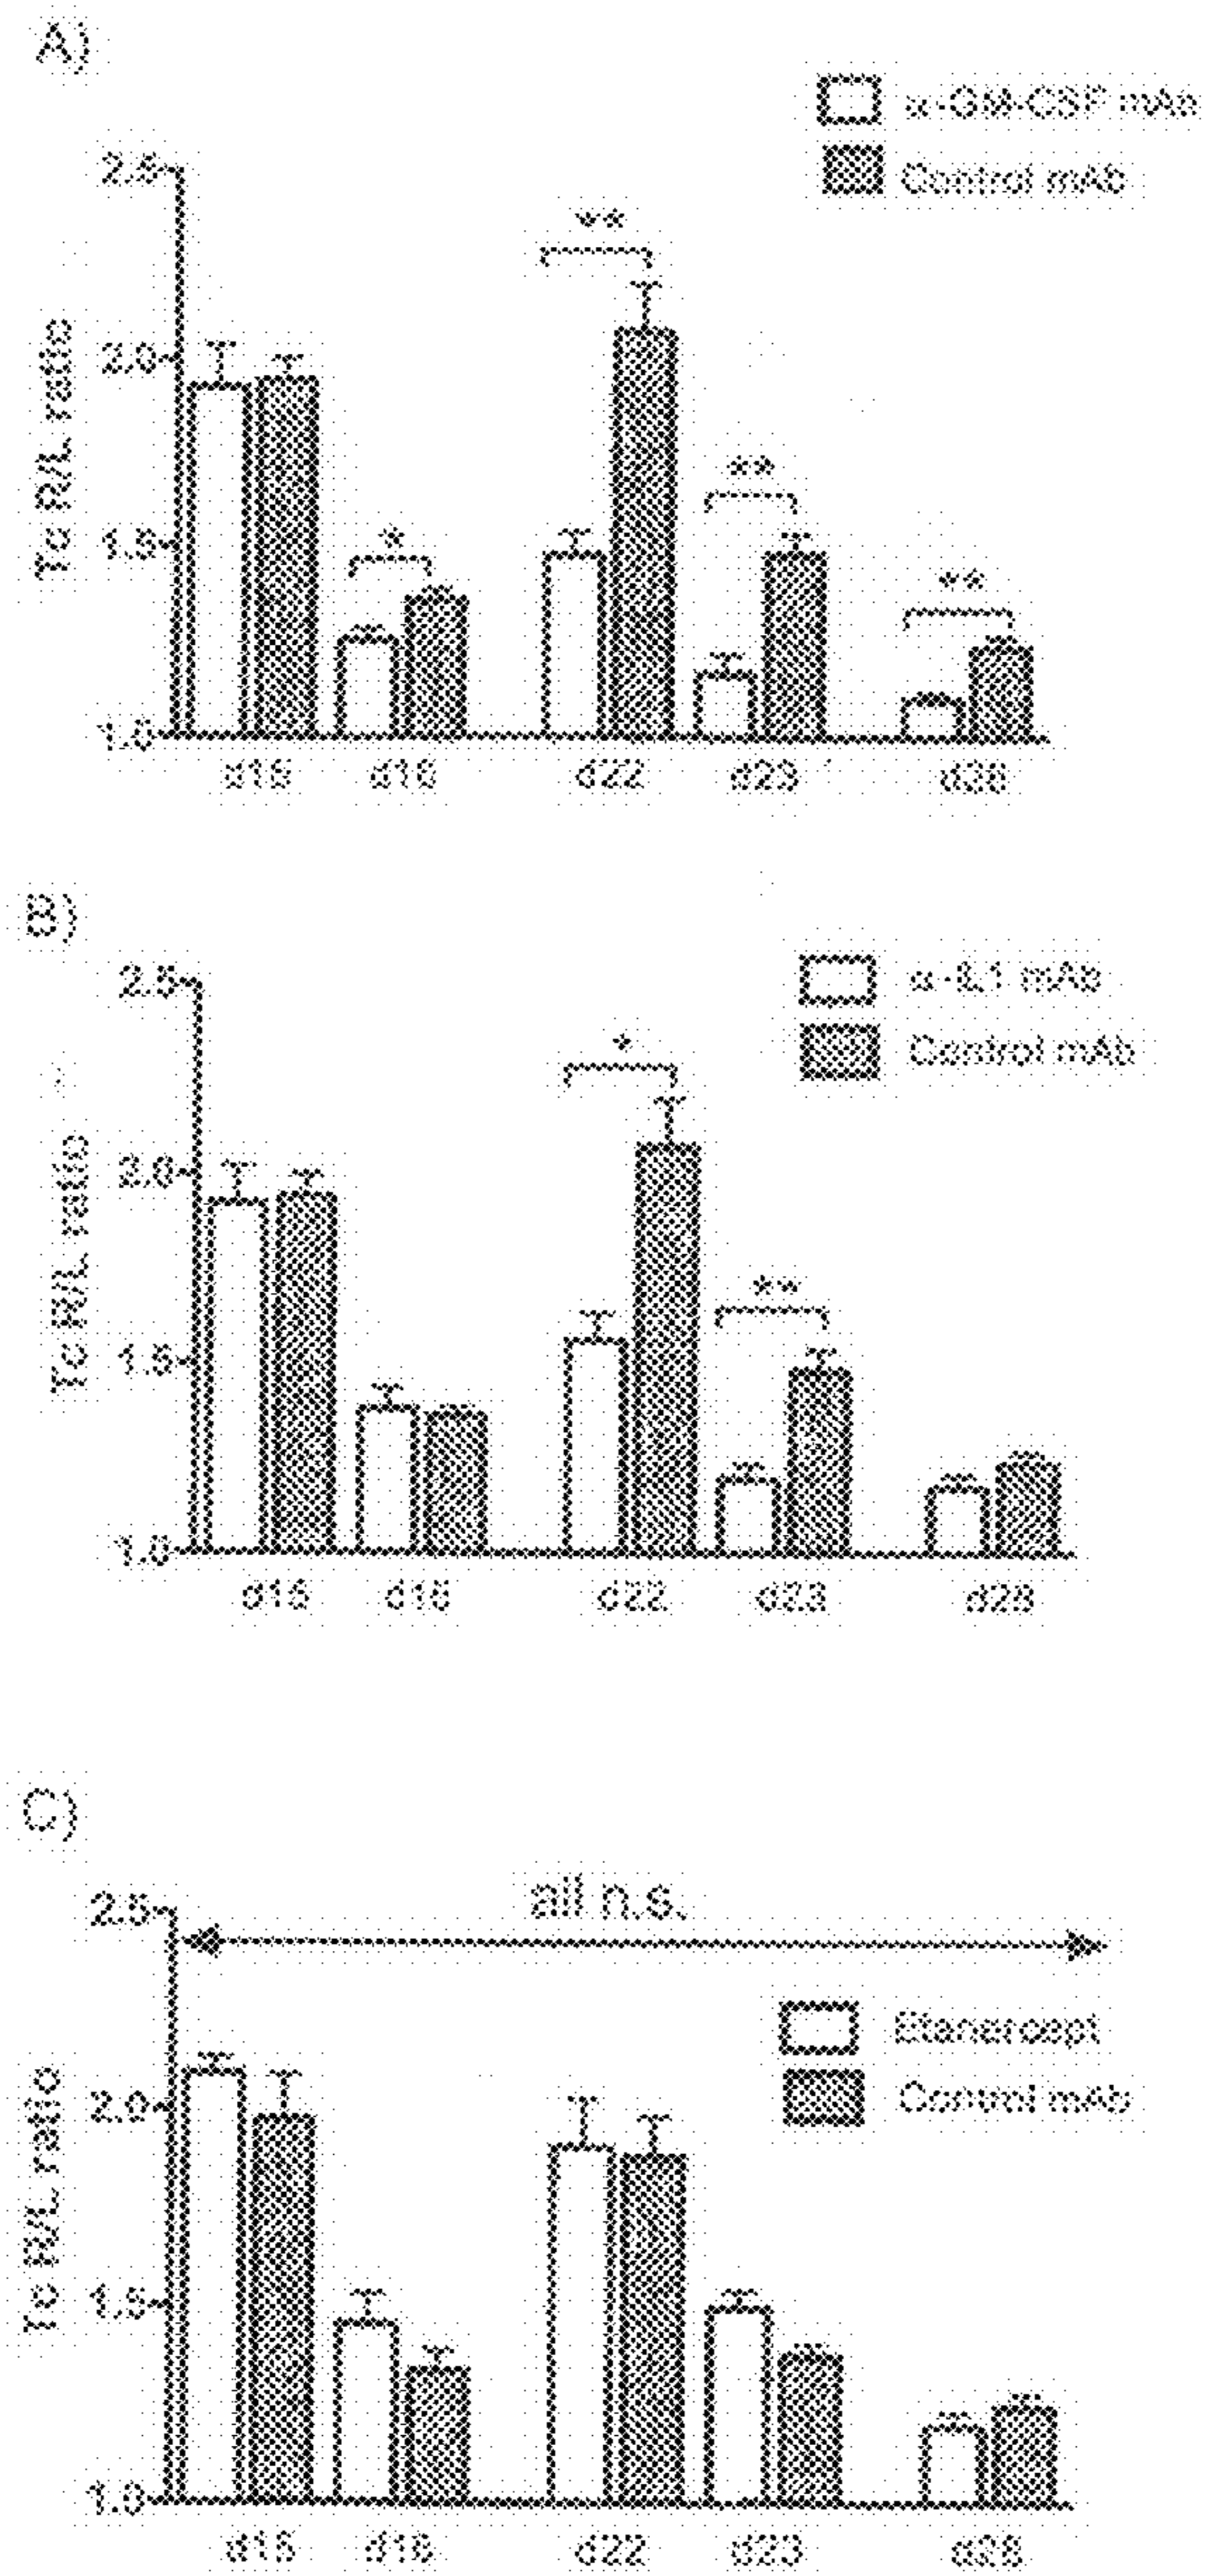 A)
α-GM-CSF mAb
Control mAb
**
*
**
**
Tc R/L ratio
2.5
2.0
1.5
1.0
d15 d16 d22 d23 d28
B)
α-IL1 mAb
Control mAb
*
**
Tc R/L ratio
2.5
2.0
1.5
1.0
d15 d16 d22 d23 d28
C)
all n.s.
Etanercept
Control mAb
Tc R/L ratio
2.5
2.0
1.5
1.0
d15 d16 d22 d23 d28